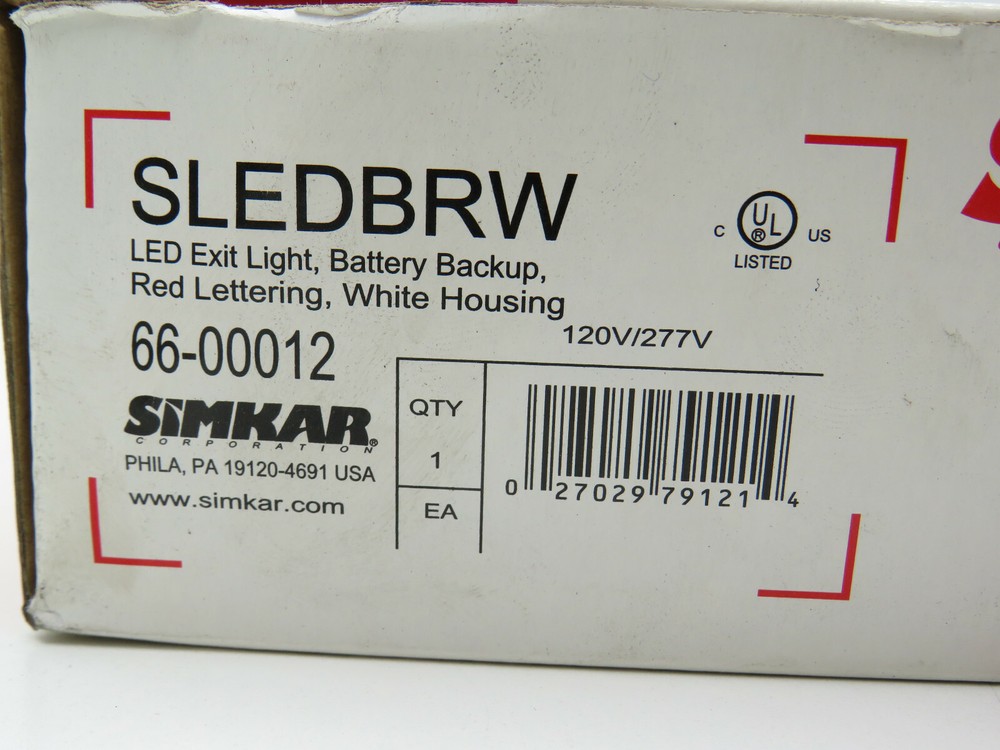 SLEDBRW
LED Exit Light, Battery Backup,
Red Lettering, White Housing
120V/277V
66-00012
SiMKAR®
CORPORATION
PHILA, PA 19120-4691 USA
www.simkar.com
QTY
1
EA
0 27029 79121 4
C UL® US
LISTED